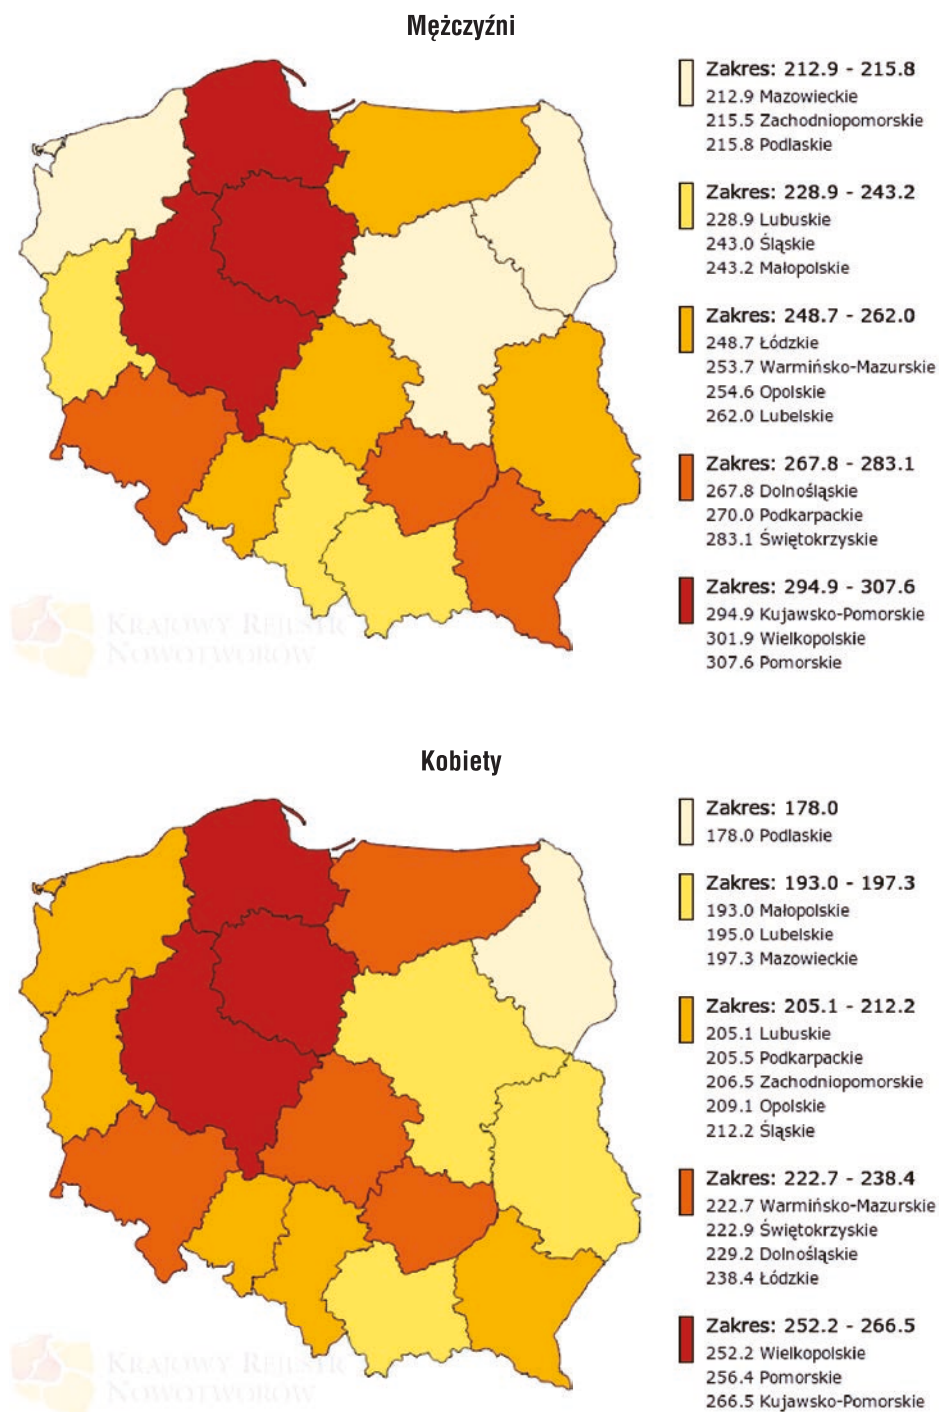 Mężczyźni
Zakres: 212.9 - 215.8
212.9 Mazowieckie
215.5 Zachodniopomorskie
215.8 Podlaskie
Zakres: 228.9 - 243.2
228.9 Lubuskie
243.0 Śląskie
243.2 Małopolskie
Zakres: 248.7 - 262.0
248.7 Łódzkie
253.7 Warmińsko-Mazurskie
254.6 Opolskie
262.0 Lubelskie
Zakres: 267.8 - 283.1
267.8 Dolnośląskie
270.0 Podkarpackie
283.1 Świętokrzyskie
Zakres: 294.9 - 307.6
294.9 Kujawsko-Pomorskie
301.9 Wielkopolskie
307.6 Pomorskie
KRAJOWY REJESTR
NOWOTWORÓW
Kobiety
Zakres: 178.0
178.0 Podlaskie
Zakres: 193.0 - 197.3
193.0 Małopolskie
195.0 Lubelskie
197.3 Mazowieckie
Zakres: 205.1 - 212.2
205.1 Lubuskie
205.5 Podkarpackie
206.5 Zachodniopomorskie
209.1 Opolskie
212.2 Śląskie
Zakres: 222.7 - 238.4
222.7 Warmińsko-Mazurskie
222.9 Świętokrzyskie
229.2 Dolnośląskie
238.4 Łódzkie
Zakres: 252.2 - 266.5
252.2 Wielkopolskie
256.4 Pomorskie
266.5 Kujawsko-Pomorskie
KRAJOWY REJESTR
NOWOTWORÓW